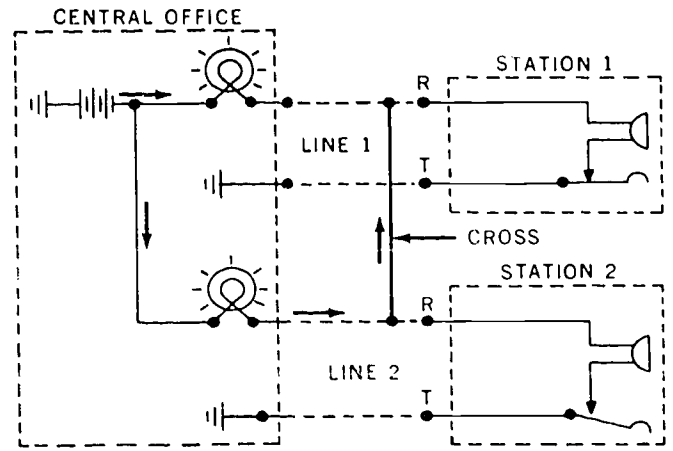 CENTRAL OFFICE
STATION 1
R
LINE 1
T
CROSS
STATION 2
R
LINE 2
T